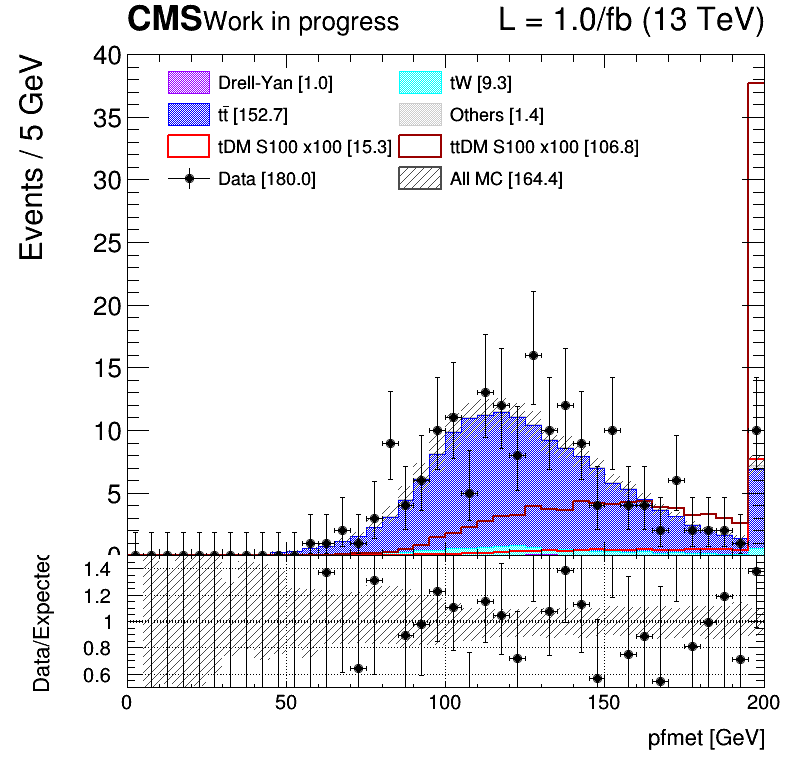 CMS Work in progress L = 1.0/fb (13 TeV)
Events / 5 GeV
40
35
30
25
20
15
10
5
0
Drell-Yan [1.0] tW [9.3]
tt̄ [152.7] Others [1.4]
tDM S100 x100 [15.3] ttDM S100 x100 [106.8]
Data [180.0] All MC [164.4]
Data/Expected
1.4
1.2
1
0.8
0.6
0 50 100 150 200
pfmet [GeV]